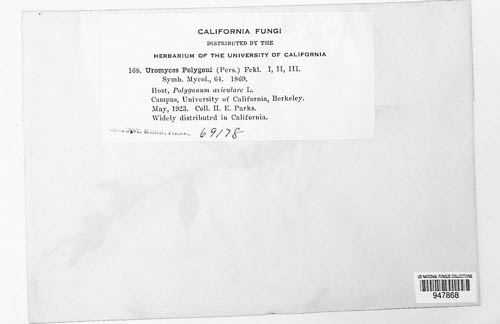 CALIFORNIA FUNGI
DISTRIBUTED BY THE
HERBARIUM OF THE UNIVERSITY OF CALIFORNIA
168. Uromyces Polygoni (Pers.) Fckl. I, II, III.
Symb. Mycol., 64. 1869.
Host, Polygonum aviculare L.
Campus, University of California, Berkeley.
May, 1923. Coll. H. E. Parks.
Widely distributed in California.
69178
US NATIONAL FUNGUS COLLECTIONS
947868